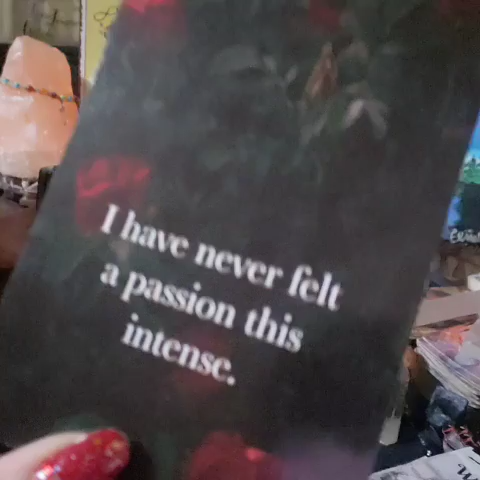 I have never felt
a passion this
intense.